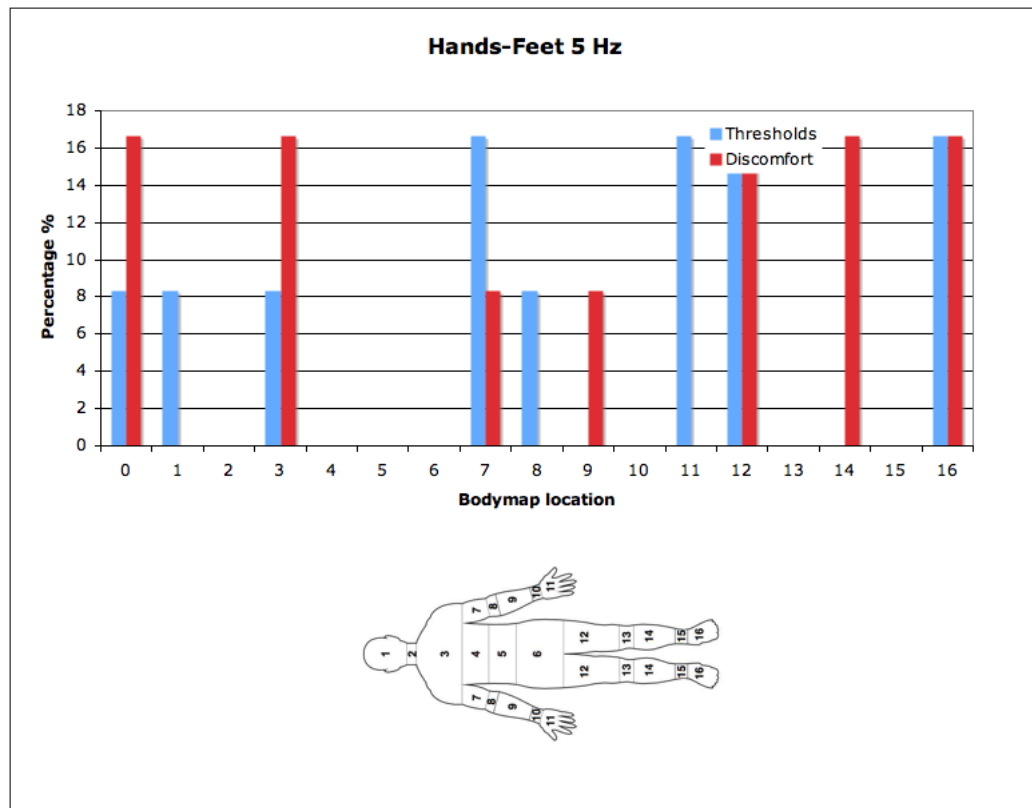 Hands-Feet 5 Hz
18
16
14
12
10
8
6
4
2
0
Percentage %
Thresholds
Discomfort
0 1 2 3 4 5 6 7 8 9 10 11 12 13 14 15 16
Bodymap location
1 2 3 4 5 6
7 8 9 10 11
12 13 14 15 16
12 13 14 15 16
7 8 9 10 11